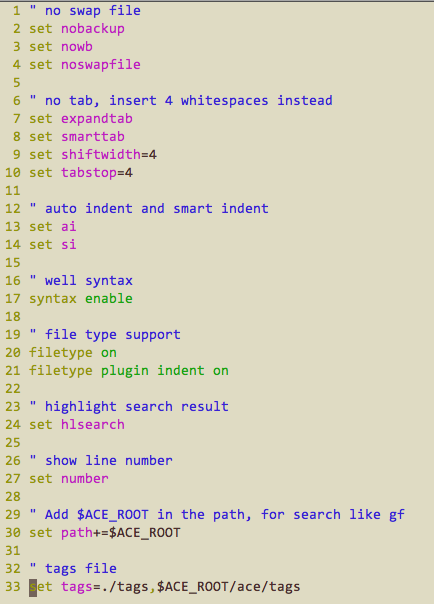 1 " no swap file
2 set nobackup
3 set nowb
4 set noswapfile
5
6 " no tab, insert 4 whitespaces instead
7 set expandtab
8 set smarttab
9 set shiftwidth=4
10 set tabstop=4
11
12 " auto indent and smart indent
13 set ai
14 set si
15
16 " well syntax
17 syntax enable
18
19 " file type support
20 filetype on
21 filetype plugin indent on
22
23 " highlight search result
24 set hlsearch
25
26 " show line number
27 set number
28
29 " Add $ACE_ROOT in the path, for search like gf
30 set path+=$ACE_ROOT
31
32 " tags file
33 set tags=./tags,$ACE_ROOT/ace/tags